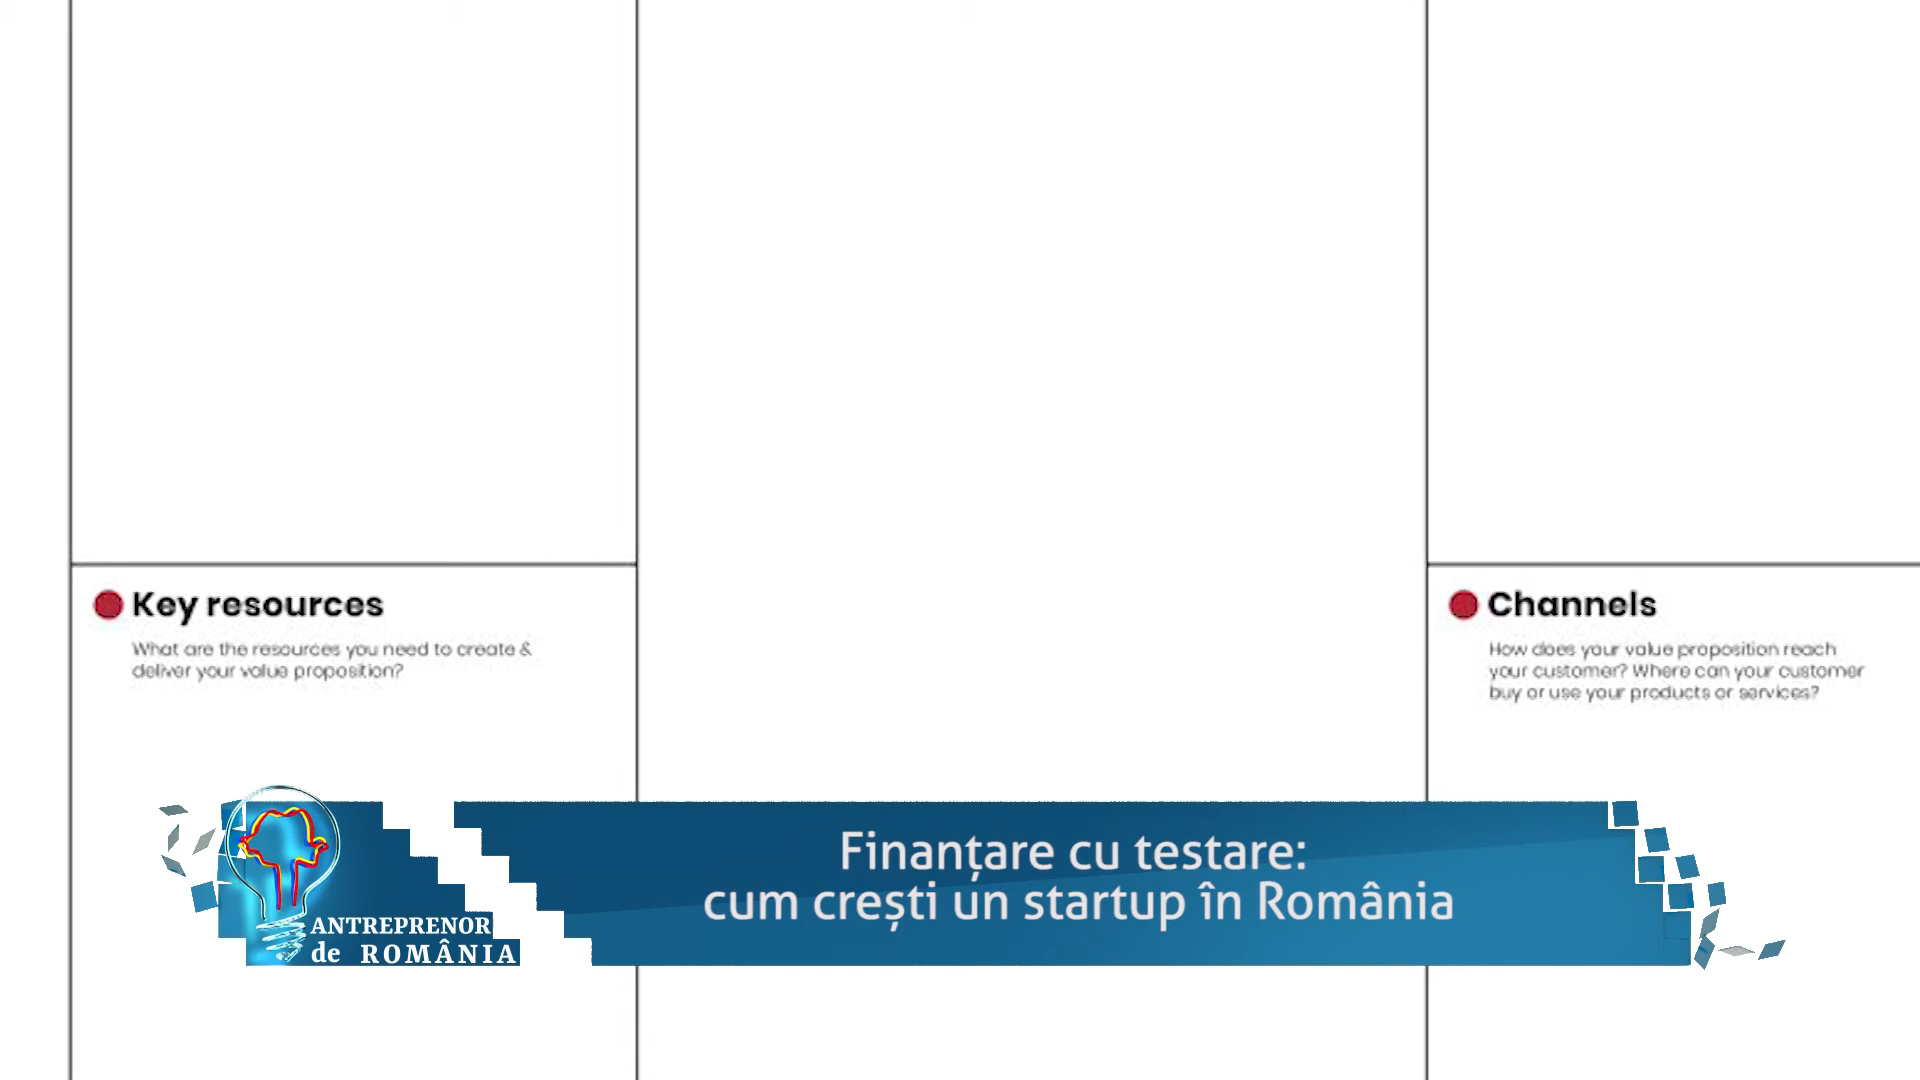 Key resources
What are the resources you need to create &
deliver your value proposition?
Channels
How does your value proposition reach
your customer? Where can your customer
buy or use your products or services?
ANTREPRENOR
de ROMÂNIA
Finanțare cu testare:
cum crești un startup în România